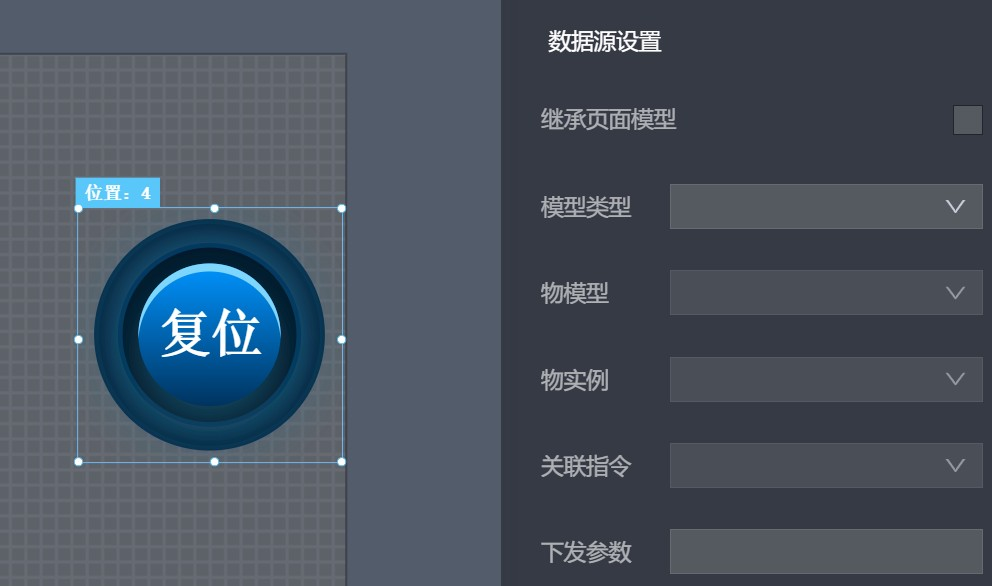 数据源设置
继承页面模型
位置：4
模型类型
物模型
复位
物实例
关联指令
下发参数